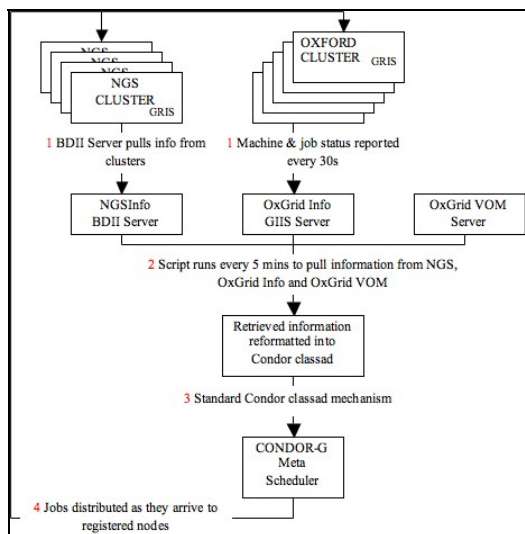 NGS
NGS
NGS
NGS
CLUSTER
GRIS
OXFORD
CLUSTER
GRIS
1 BDII Server pulls info from
clusters
1 Machine & job status reported
every 30s
NGSInfo
BDII Server
OxGrid Info
GIIS Server
OxGrid VOM
Server
2 Script runs every 5 mins to pull information from NGS,
OxGrid Info and OxGrid VOM
Retrieved information
reformatted into
Condor classad
3 Standard Condor classad mechanism
CONDOR-G
Meta
Scheduler
4 Jobs distributed as they arrive to
registered nodes